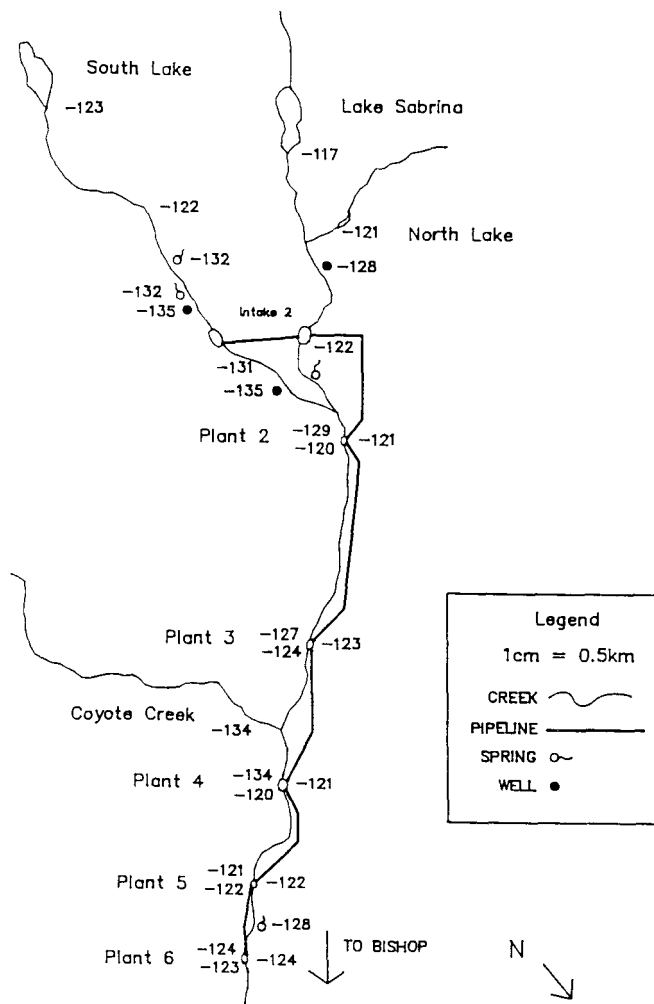 South Lake
-123
Lake Sabrina
-117
-122
-121
North Lake
-132
-128
-132
-135
Intake 2
-122
-131
-135
Plant 2
-129
-120
-121
Plant 3
-127
-124
-123
Coyote Creek
-134
Plant 4
-134
-120
-121
Plant 5
-121
-122
-122
-128
Plant 6
-124
-123
-124
TO BISHOP
N
Legend
1cm = 0.5km
CREEK
PIPELINE
SPRING
WELL